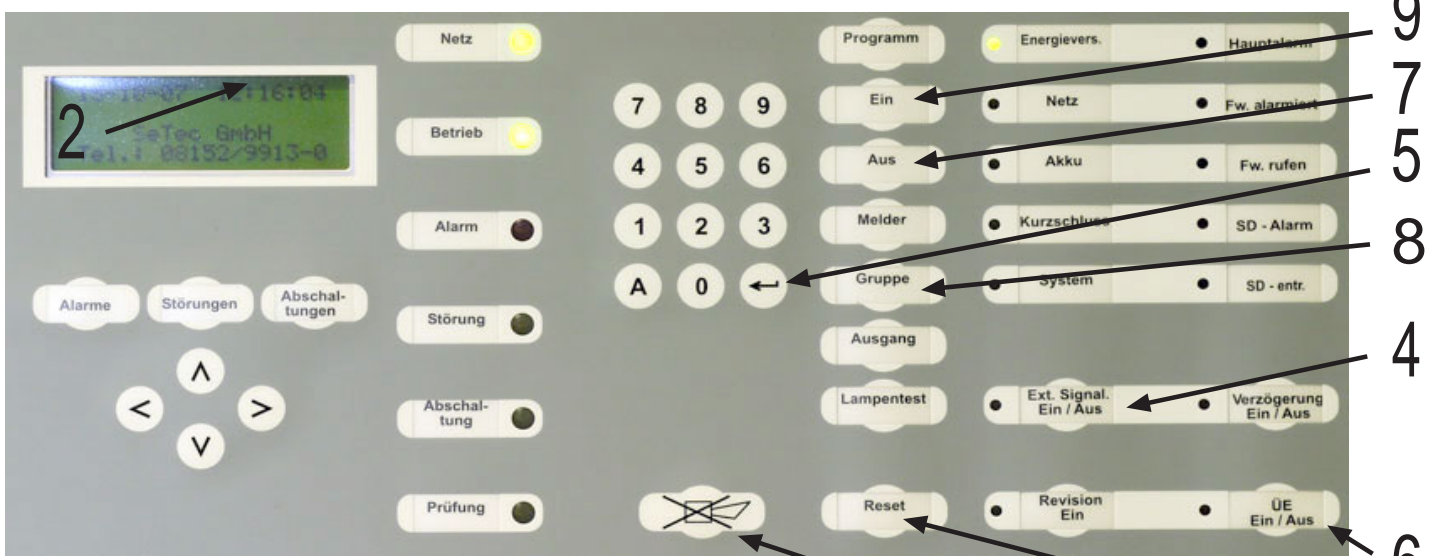 2
SeTec GmbH
Tel.: 08152/9913-0
Alarme
Störungen
Abschal-
tungen
<
Λ
V
>
Netz
Betrieb
Alarm
Störung
Abschal-
tung
Prüfung
7 8 9
4 5 6
1 2 3
A 0 ↵
Programm
Ein
Aus
Melder
Gruppe
Ausgang
Lampentest
Reset
Energievers.
Netz
Akku
Kurzschluss
System
Ext. Signal.
Ein / Aus
Revision
Ein
Hauptalarm
Fw. alarmiert
Fw. rufen
SD - Alarm
SD - entr.
Verzögerung
Ein / Aus
ÜE
Ein / Aus
9
7
5
8
4
6